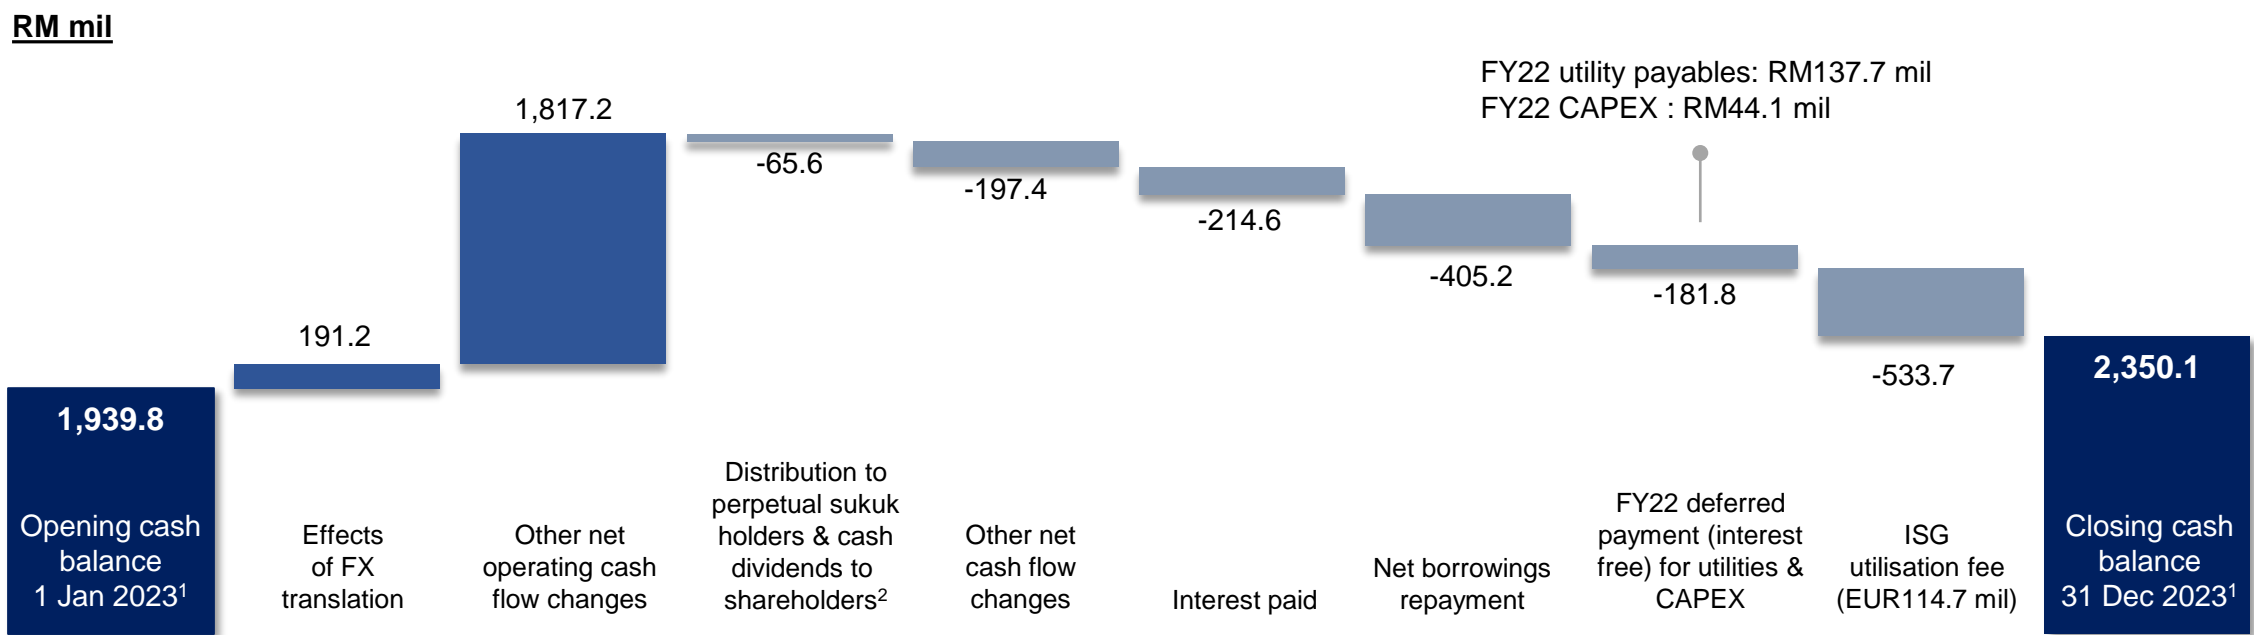 RM mil
FY22 utility payables: RM137.7 mil
FY22 CAPEX : RM44.1 mil
1,817.2
-65.6
-197.4
-214.6
-405.2
-181.8
191.2
-533.7
2,350.1
1,939.8
Opening cash
balance
1 Jan 2023¹
Effects
of FX
translation
Other net
operating cash
flow changes
Distribution to
perpetual sukuk
holders & cash
dividends to
shareholders²
Other net
cash flow
changes
Interest paid
Net borrowings
repayment
FY22 deferred
payment (interest
free) for utilities &
CAPEX
ISG
utilisation fee
(EUR114.7 mil)
Closing cash
balance
31 Dec 2023¹